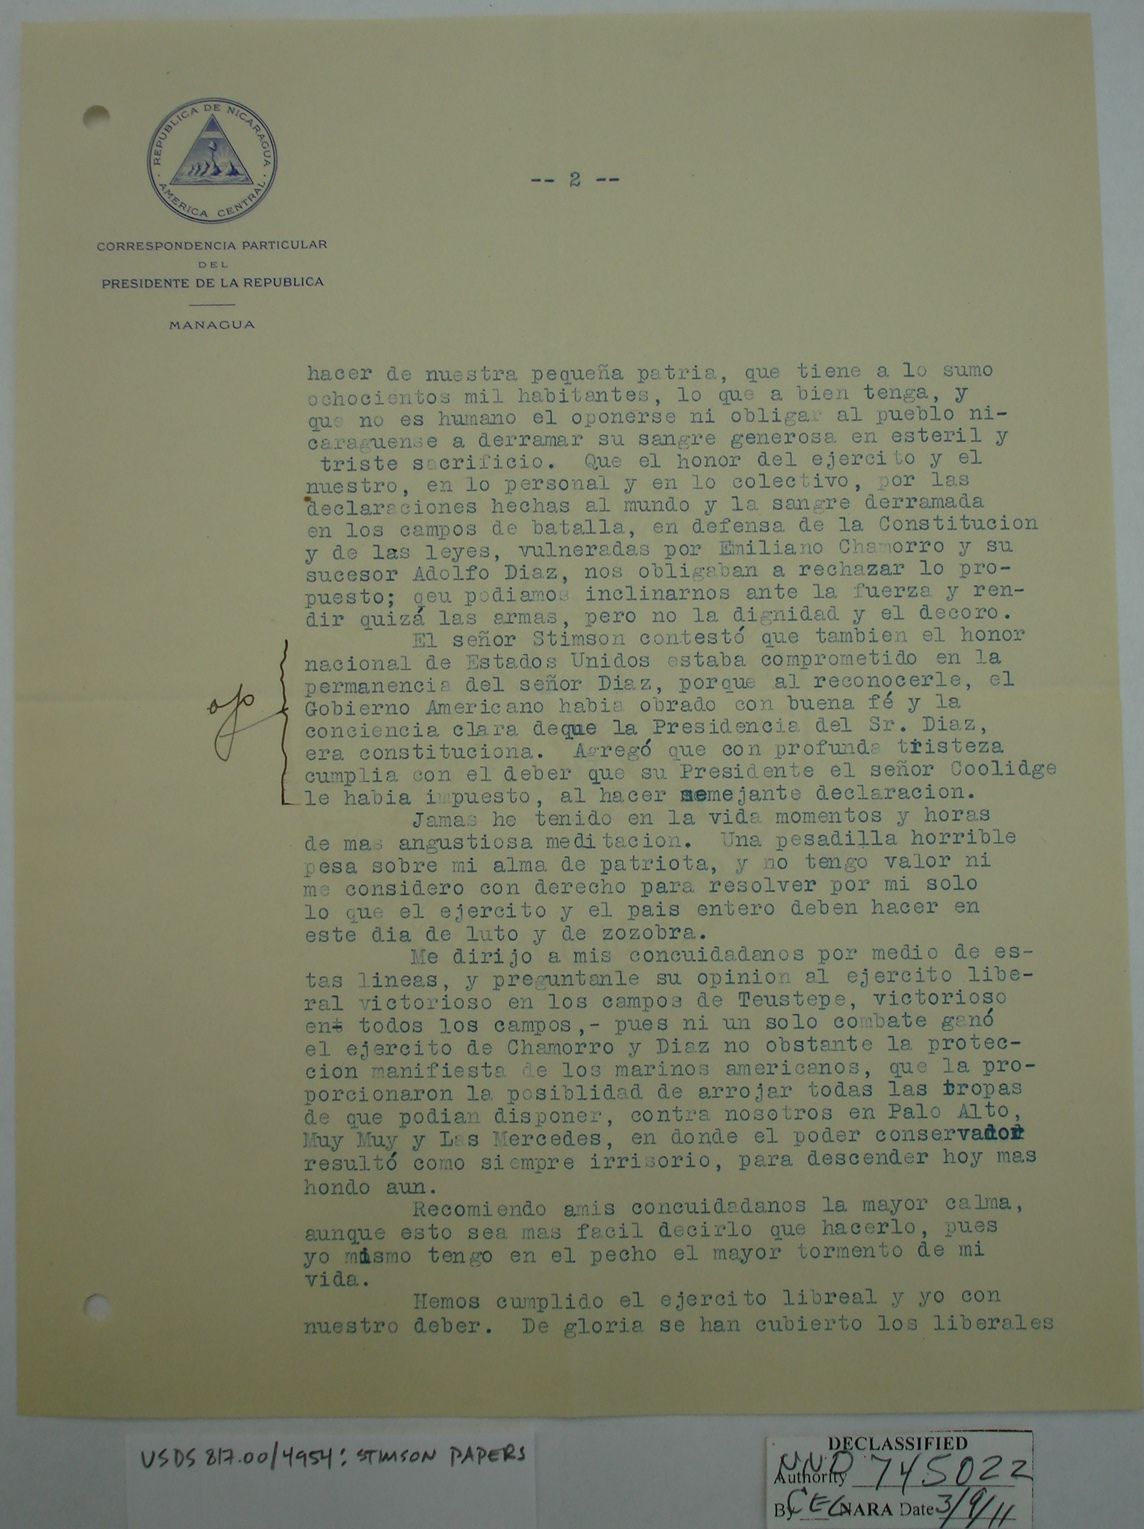 REPUBLICA DE NICARAGUA
AMERICA CENTRAL
-- 2 --
CORRESPONDENCIA PARTICULAR
DEL
PRESIDENTE DE LA REPUBLICA
MANAGUA
hacer de nuestra pequeña patria, que tiene a lo sumo
ochocientos mil habitantes, lo que a bien tenga, y
que no es humano el oponerse ni obligar al pueblo ni-
caraguense a derramar su sangre generosa en esteril y
triste sacrificio. Que el honor del ejercito y el
nuestro, en lo personal y en lo colectivo, por las
declaraciones hechas al mundo y la sangre derramada
en los campos de batalla, en defensa de la Constitucion
y de las leyes, vulneradas por Emiliano Chamorro y su
sucesor Adolfo Diaz, nos obligaban a rechazar lo pro-
puesto; qeu podiamos inclinarnos ante la fuerza y ren-
dir quizá las armas, pero no la dignidad y el decoro.
El señor Stimson contestó que tambien el honor
nacional de Estados Unidos estaba comprometido en la
permanencia del señor Diaz, porque al reconocerle, el
Gobierno Americano habia obrado con buena fé y la
conciencia clara deque la Presidencia del Sr. Diaz,
era constituciona. Agregó que con profunda tristeza
cumplia con el deber que su Presidente el señor Coolidge
le habia impuesto, al hacer semejante declaracion.
Jamas he tenido en la vida momentos y horas
de mas angustiosa meditacion. Una pesadilla horrible
pesa sobre mi alma de patriota, y no tengo valor ni
me considero con derecho para resolver por mi solo
lo que el ejercito y el pais entero deben hacer en
este dia de luto y de zozobra.
Me dirijo a mis concuidadanos por medio de es-
tas lineas, y preguntanle su opinion al ejercito libe-
ral victorioso en los campos de Teustepe, victorioso
en todos los campos,- pues ni un solo combate ganó
el ejercito de Chamorro y Diaz no obstante la protec-
cion manifiesta de los marinos americanos, que la pro-
porcionaron la posiblidad de arrojar todas las tropas
de que podian disponer, contra nosotros en Palo Alto,
Muy Muy y Las Mercedes, en donde el poder conservador
resultó como siempre irrisorio, para descender hoy mas
hondo aun.
Recomiendo amis concuidadanos la mayor calma,
aunque esto sea mas facil decirlo que hacerlo, pues
yo mismo tengo en el pecho el mayor tormento de mi
vida.
Hemos cumplido el ejercito libreal y yo con
nuestro deber. De gloria se han cubierto los liberales
USDS 817.00/4954: STIMSON PAPERS
DECLASSIFIED
Authority NND 745022
By CEG NARA Date 3/9/11